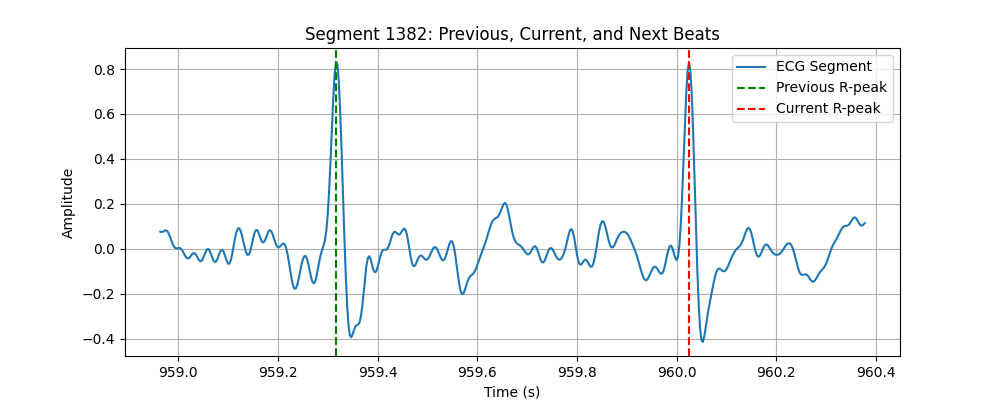 Segment 1382: Previous, Current, and Next Beats
ECG Segment
Previous R-peak
Current R-peak
Amplitude
0.8
0.6
0.4
0.2
0.0
−0.2
−0.4
959.0 959.2 959.4 959.6 959.8 960.0 960.2 960.4
Time (s)